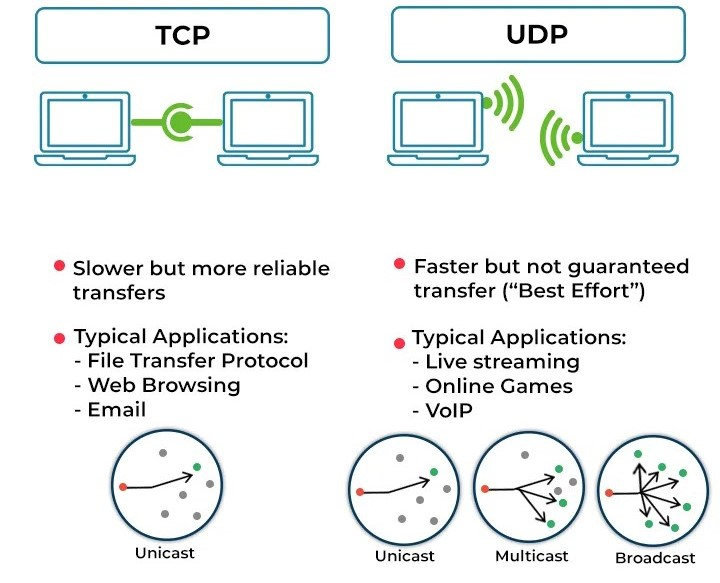 TCP
Slower but more reliable
transfers
Typical Applications:
- File Transfer Protocol
- Web Browsing
- Email
Unicast
UDP
Faster but not guaranteed
transfer (“Best Effort”)
Typical Applications:
- Live streaming
- Online Games
- VoIP
Unicast
Multicast
Broadcast